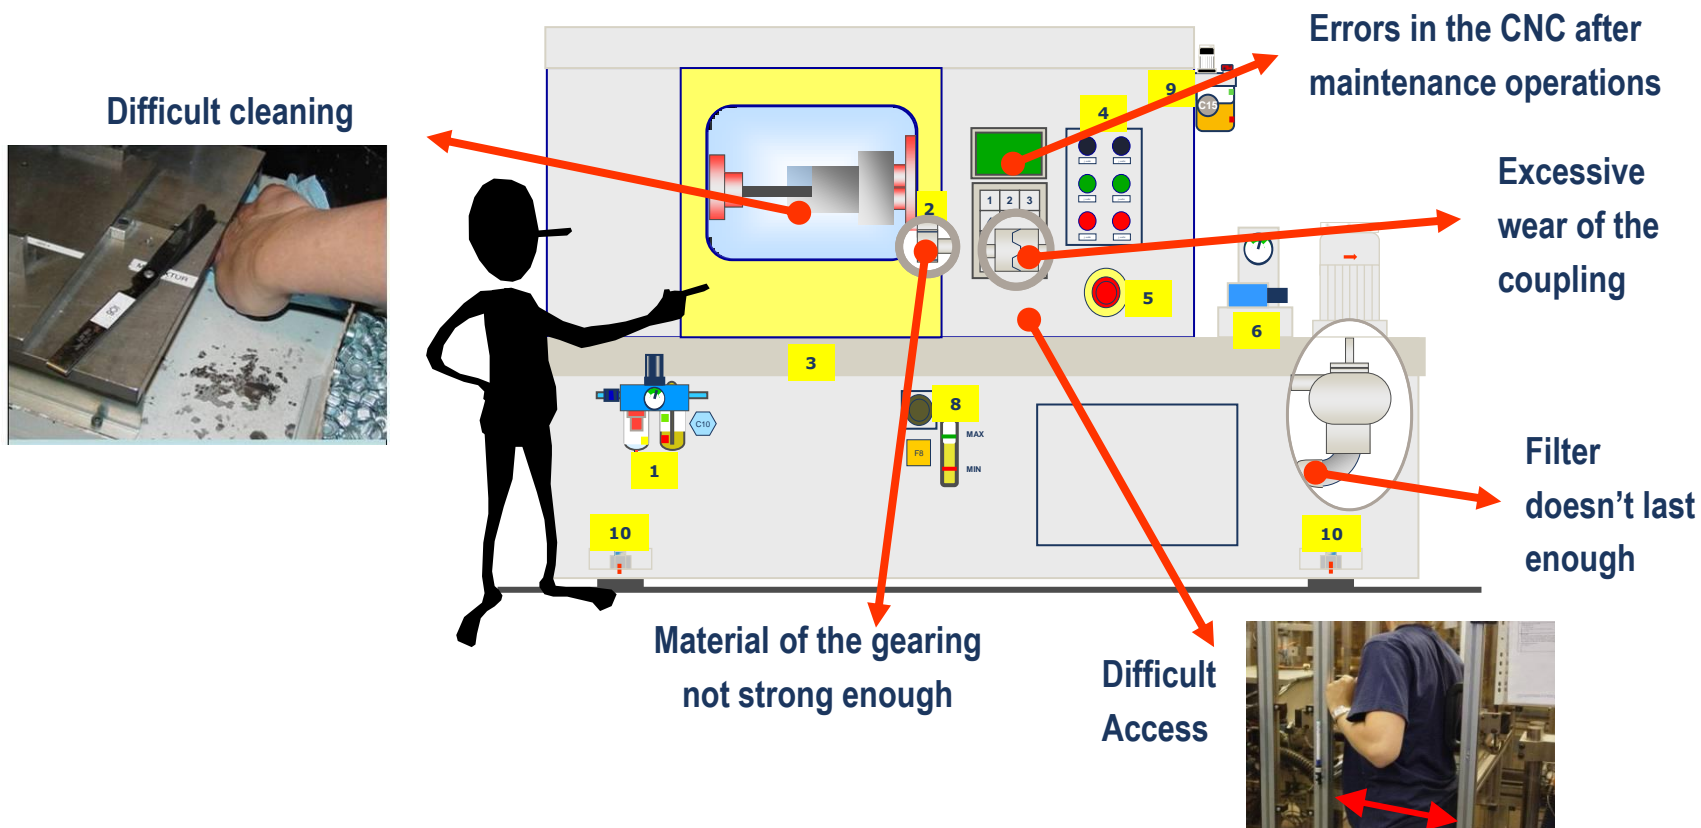 Errors in the CNC after
maintenance operations
Difficult cleaning
9
C15
4
Excessive
wear of the
coupling
1 2 3
2
5
6
3
C10
8
MAX
F8
MIN
1
Filter
doesn’t last
enough
10
10
Material of the gearing
not strong enough
Difficult
Access